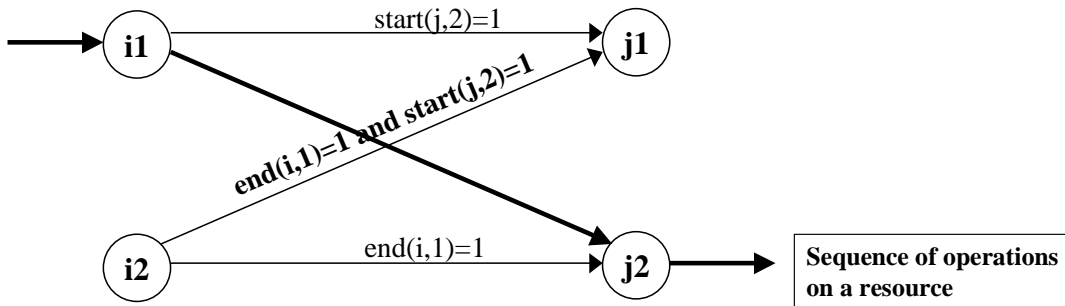 start(j,2)=1
i1
j1
end(i,1)=1 and start(j,2)=1
end(i,1)=1
i2
j2
Sequence of operations
on a resource